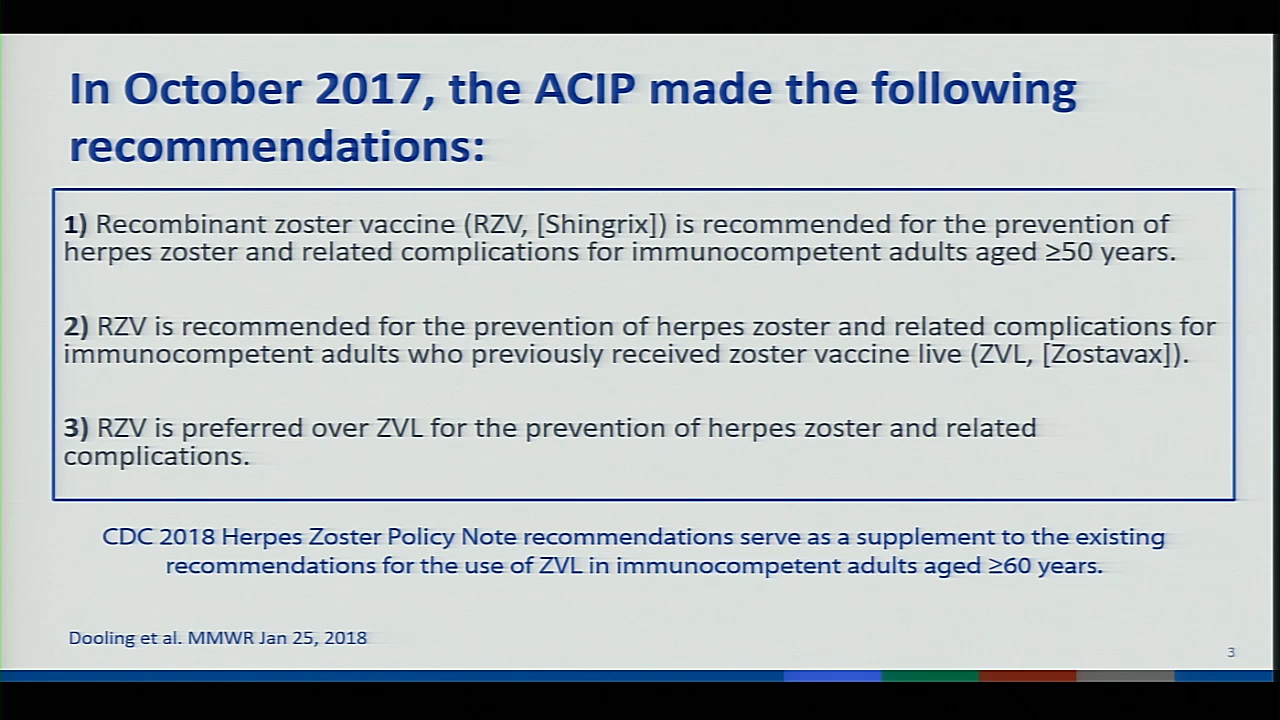 In October 2017, the ACIP made the following
recommendations:
1) Recombinant zoster vaccine (RZV, [Shingrix]) is recommended for the prevention of
herpes zoster and related complications for immunocompetent adults aged ≥50 years.
2) RZV is recommended for the prevention of herpes zoster and related complications for
immunocompetent adults who previously received zoster vaccine live (ZVL, [Zostavax]).
3) RZV is preferred over ZVL for the prevention of herpes zoster and related
complications.
CDC 2018 Herpes Zoster Policy Note recommendations serve as a supplement to the existing
recommendations for the use of ZVL in immunocompetent adults aged ≥60 years.
Dooling et al. MMWR Jan 25, 2018
3